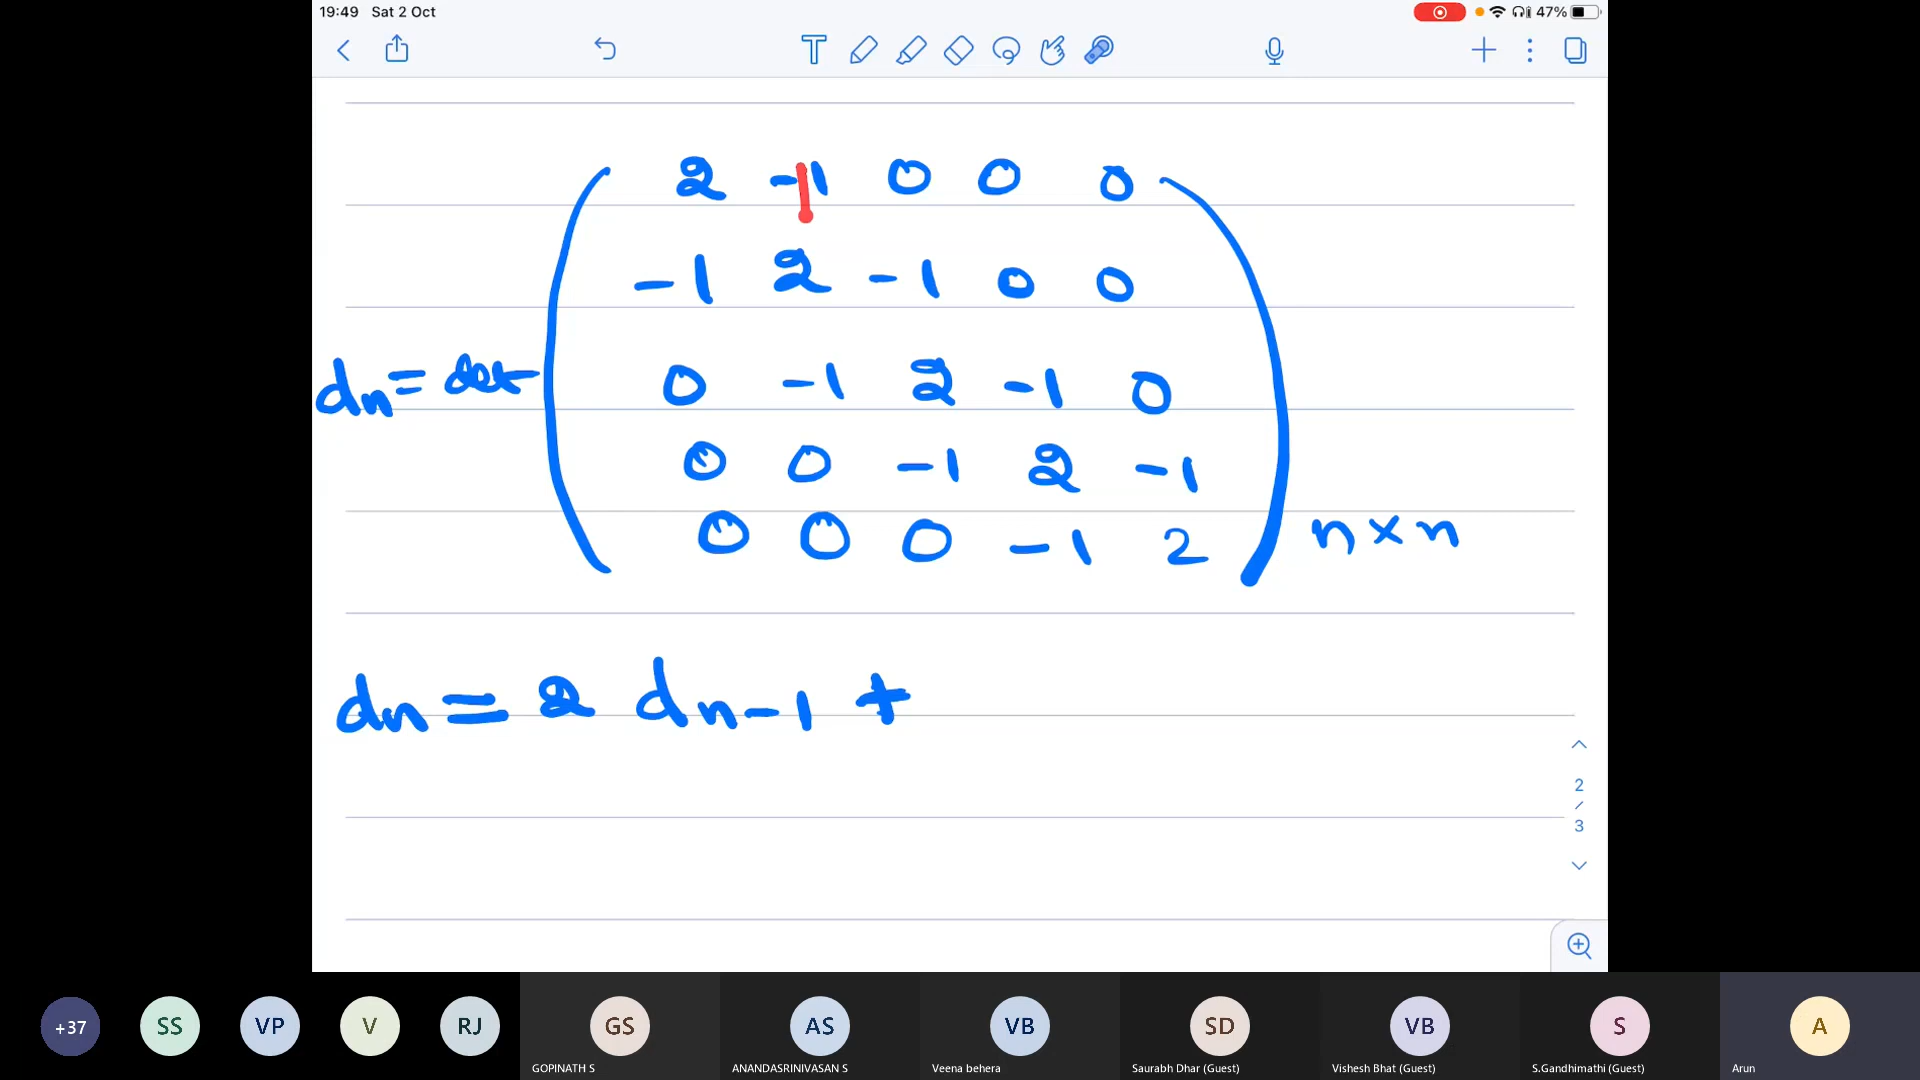 19:49 Sat 2 Oct 47%
2 -1 0 0 0
-1 2 -1 0 0
dn = det 0 -1 2 -1 0
0 0 -1 2 -1
0 0 0 -1 2 n × n
dn = 2 dn-1 +
2
/
3
+37 SS VP V RJ GS AS VB SD VB S A
GOPINATH S ANANDASRINIVASAN S Veena behera Saurabh Dhar (Guest) Vishesh Bhat (Guest) S.Gandhimathi (Guest) Arun